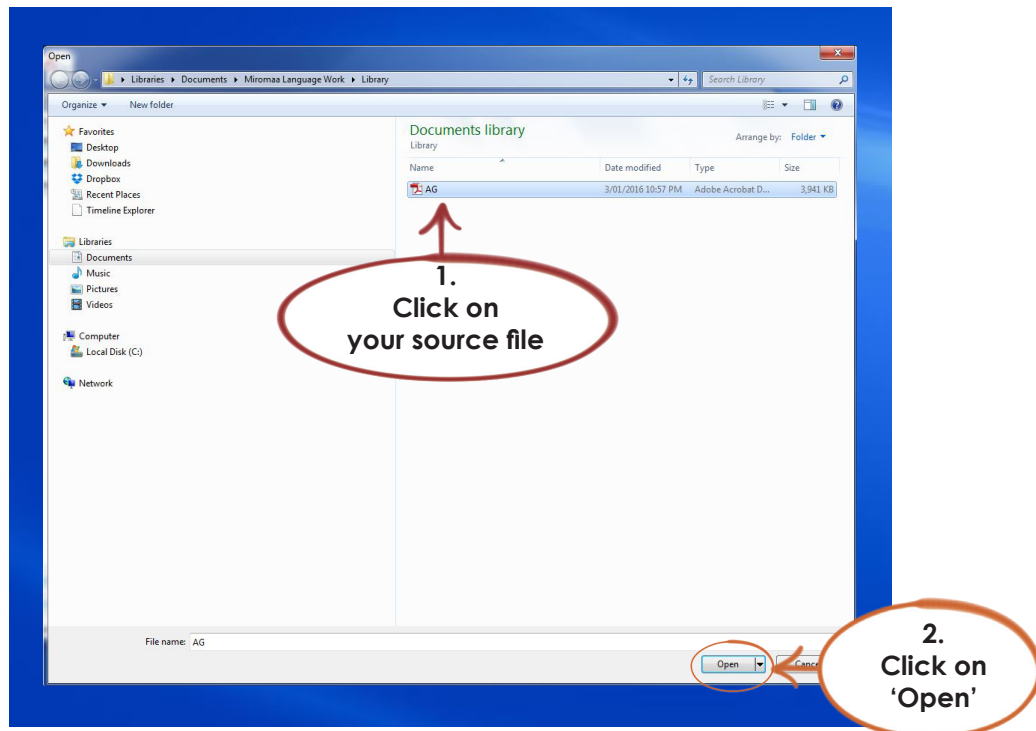 Open
Libraries ▸ Documents ▸ Miromaa Language Work ▸ Library
Search Library
Organize
New folder
Favorites
Desktop
Downloads
Dropbox
Recent Places
Timeline Explorer
Libraries
Documents
Music
Pictures
Videos
Computer
Local Disk (C:)
Network
Documents library
Library
Arrange by: Folder
Name Date modified Type Size
AG 3/01/2016 10:57 PM Adobe Acrobat D... 3,941 KB
1.
Click on
your source file
File name: AG
Open
2.
Click on
‘Open’